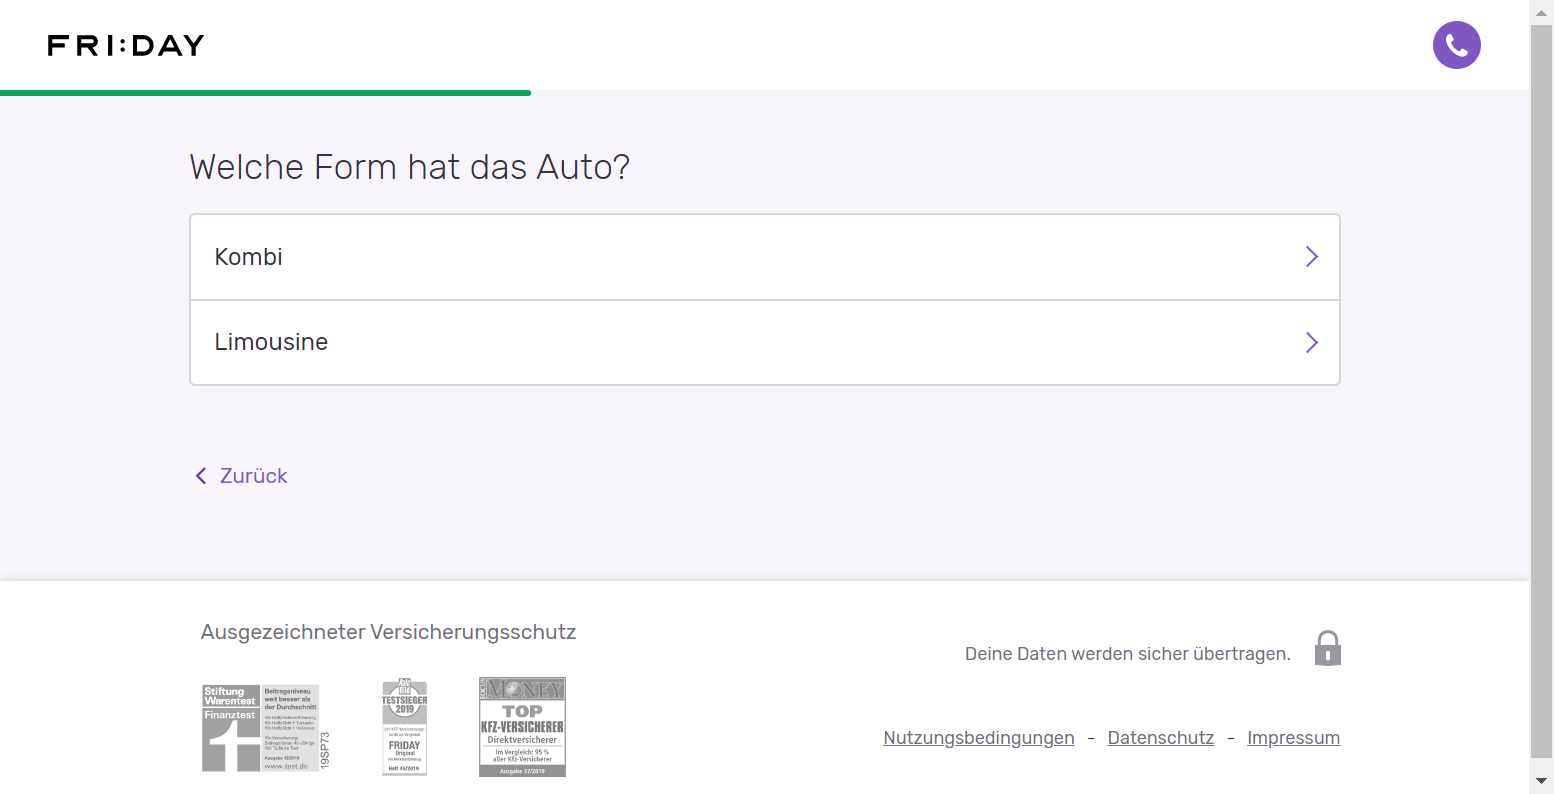 FRI:DAY
Welche Form hat das Auto?
Kombi
Limousine
Zurück
Ausgezeichneter Versicherungsschutz
Deine Daten werden sicher übertragen.
Stiftung
Warentest
Finanztest
Beitragsniveau
weit besser als
der Durchschnitt
Ausgabe 12/2019
www.test.de
19SP73
Auto
Bild
TESTSIEGER
2019
FRIDAY
Original
Heft 45/2019
FOCUS
MONEY
TOP
KFZ-VERSICHERER
Direktversicherer
Im Vergleich: 95 %
aller Kfz-Versicherer
Ausgabe 37/2019
Nutzungsbedingungen - Datenschutz - Impressum